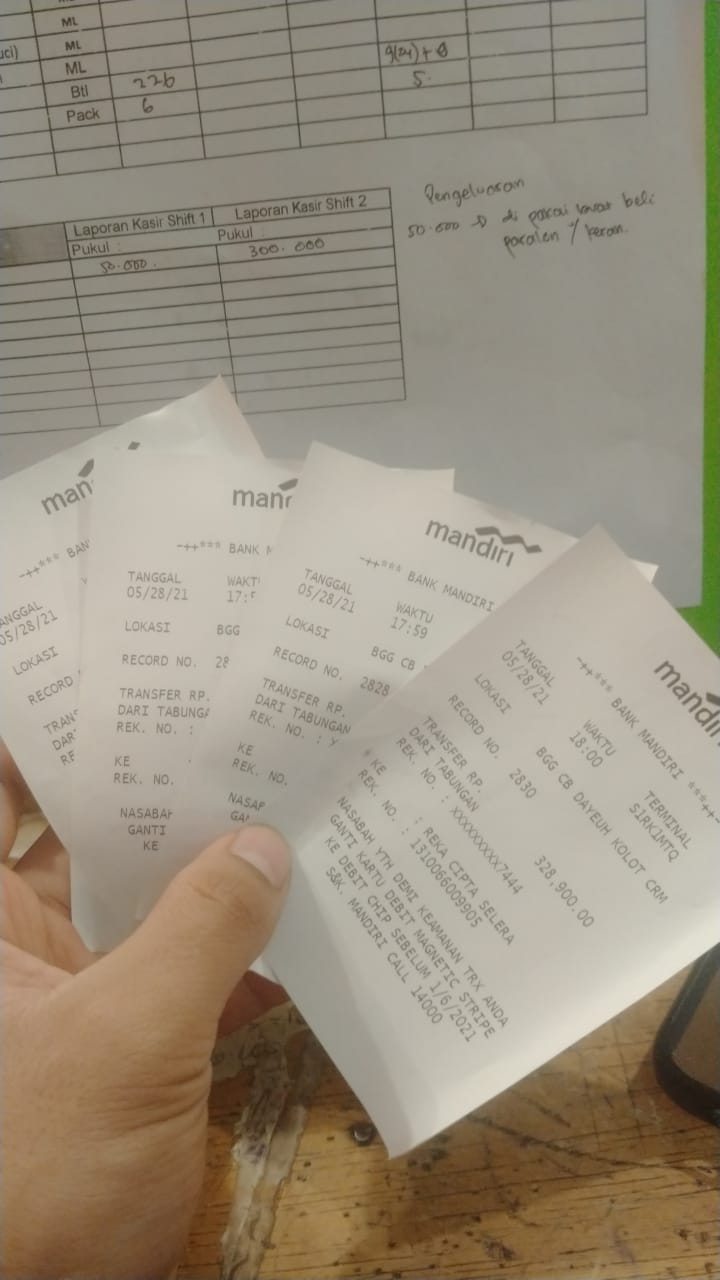 ML
ML
ML
9(24)+8
Btl 226 5.
Pack 6
Laporan Kasir Shift 1 Laporan Kasir Shift 2
Pukul : Pukul :
50.000. 300.000
Pengeluaran
50.000 di pakai buat beli
paralon / keran.
man
-++*** BAN
TANGGAL
05/28/21
LOKASI
RECORD
TRAN
DAR
RE
man
-++*** BANK M
TANGGAL WAKT
05/28/21 17:5
LOKASI BGG
RECORD NO. 28
TRANSFER RP.
DARI TABUNGA
REK. NO. :
KE
REK. NO.
NASABAH
GANTI
KE
mandiri
-++*** BANK MANDIRI
TANGGAL WAKTU
05/28/21 17:59
LOKASI BGG CB
RECORD NO. 2828
TRANSFER RP.
DARI TABUNGAN
REK. NO. : X
KE
REK. NO.
NASAB
GA
mandiri
-++*** BANK MANDIRI ***++-
TANGGAL WAKTU TERMINAL
05/28/21 18:00 S1RK1MTQ
LOKASI BGG CB DAYEUH KOLOT CRM
RECORD NO. 2830
TRANSFER RP. 328,900.00
DARI TABUNGAN
REK. NO. : XXXXXXXXX7444
* KE : REKA CIPTA SELERA
REK. NO. : 1310066009905
NASABAH YTH DEMI KEAMANAN TRX ANDA
GANTI KARTU DEBIT MAGNETIC STRIPE
KE DEBIT CHIP SEBELUM 1/6/2021
S&K. MANDIRI CALL 14000